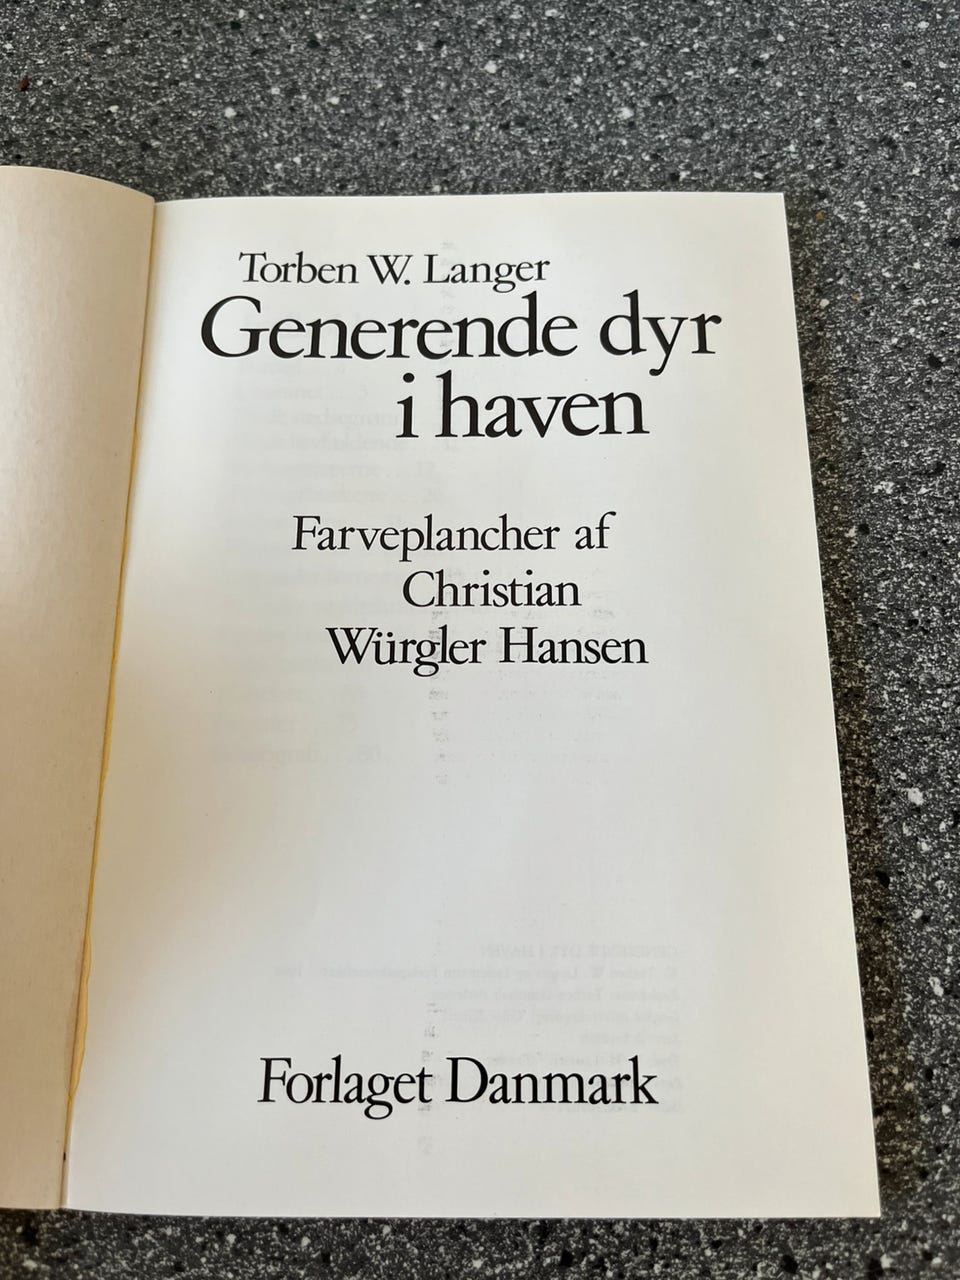 Torben W. Langer
Generende dyr
i haven
Farveplancher af
Christian
Würgler Hansen
Forlaget Danmark